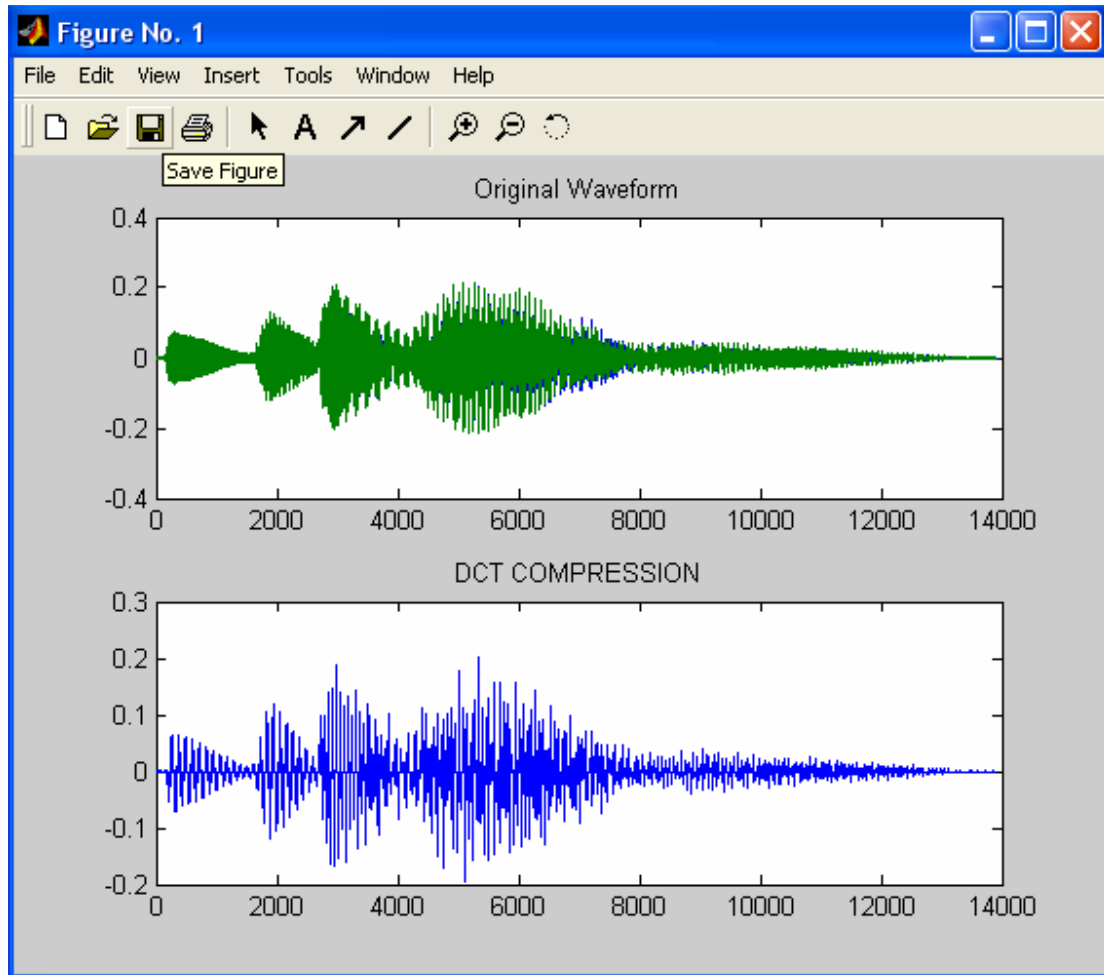 Figure No. 1
File Edit View Insert Tools Window Help
A
Save Figure
Original Waveform
0.4
0.2
0
-0.2
-0.4
0 2000 4000 6000 8000 10000 12000 14000
DCT COMPRESSION
0.3
0.2
0.1
0
-0.1
-0.2
0 2000 4000 6000 8000 10000 12000 14000